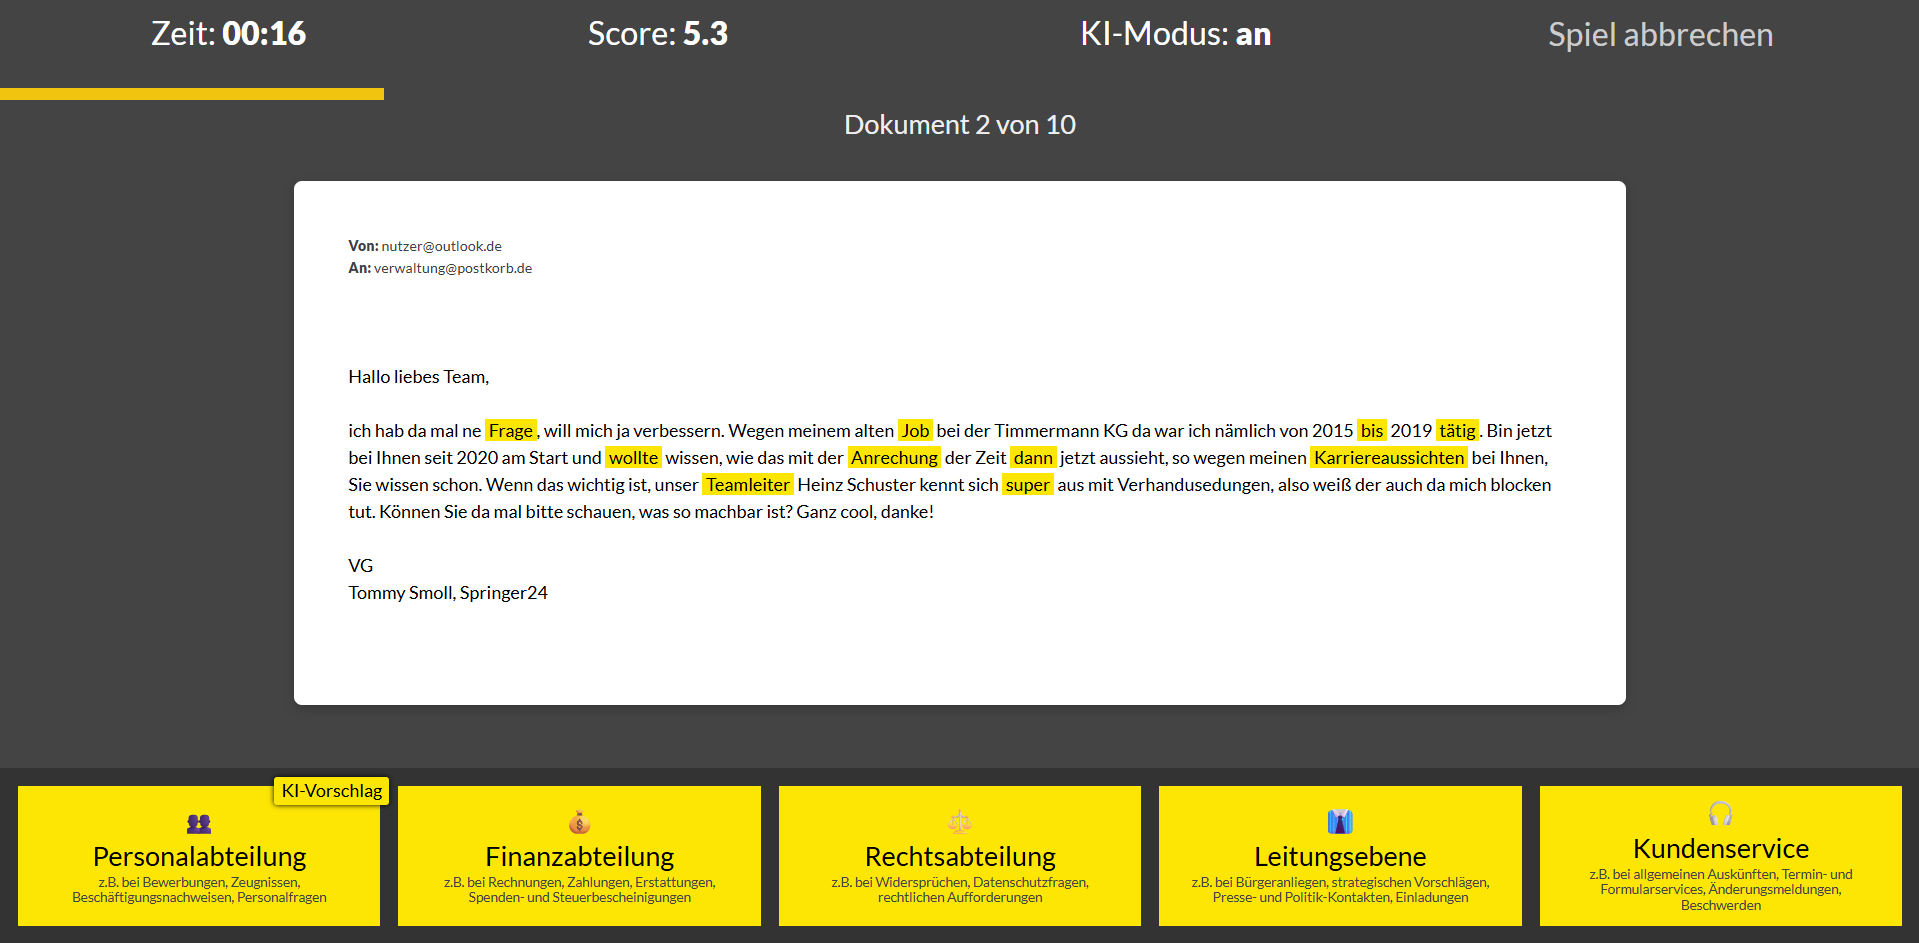 Zeit: 00:16 Score: 5.3 KI-Modus: an Spiel abbrechen
Dokument 2 von 10
Von: nutzer@outlook.de
An: verwaltung@postkorb.de
Hallo liebes Team,
ich hab da mal ne Frage, will mich ja verbessern. Wegen meinem alten Job bei der Timmermann KG da war ich nämlich von 2015 bis 2019 tätig. Bin jetzt
bei Ihnen seit 2020 am Start und wollte wissen, wie das mit der Anrechung der Zeit dann jetzt aussieht, so wegen meinen Karriereaussichten bei Ihnen,
Sie wissen schon. Wenn das wichtig ist, unser Teamleiter Heinz Schuster kennt sich super aus mit Verhandusedungen, also weiß der auch da mich blocken
tut. Können Sie da mal bitte schauen, was so machbar ist? Ganz cool, danke!
VG
Tommy Smoll, Springer24
KI-Vorschlag
Personalabteilung
z.B. bei Bewerbungen, Zeugnissen,
Beschäftigungsnachweisen, Personalfragen
Finanzabteilung
z.B. bei Rechnungen, Zahlungen, Erstattungen,
Spenden- und Steuerbescheinigungen
Rechtsabteilung
z.B. bei Widersprüchen, Datenschutzfragen,
rechtlichen Aufforderungen
Leitungsebene
z.B. bei Bürgeranliegen, strategischen Vorschlägen,
Presse- und Politik-Kontakten, Einladungen
Kundenservice
z.B. bei allgemeinen Auskünften, Termin- und
Formularservices, Änderungsmeldungen,
Beschwerden